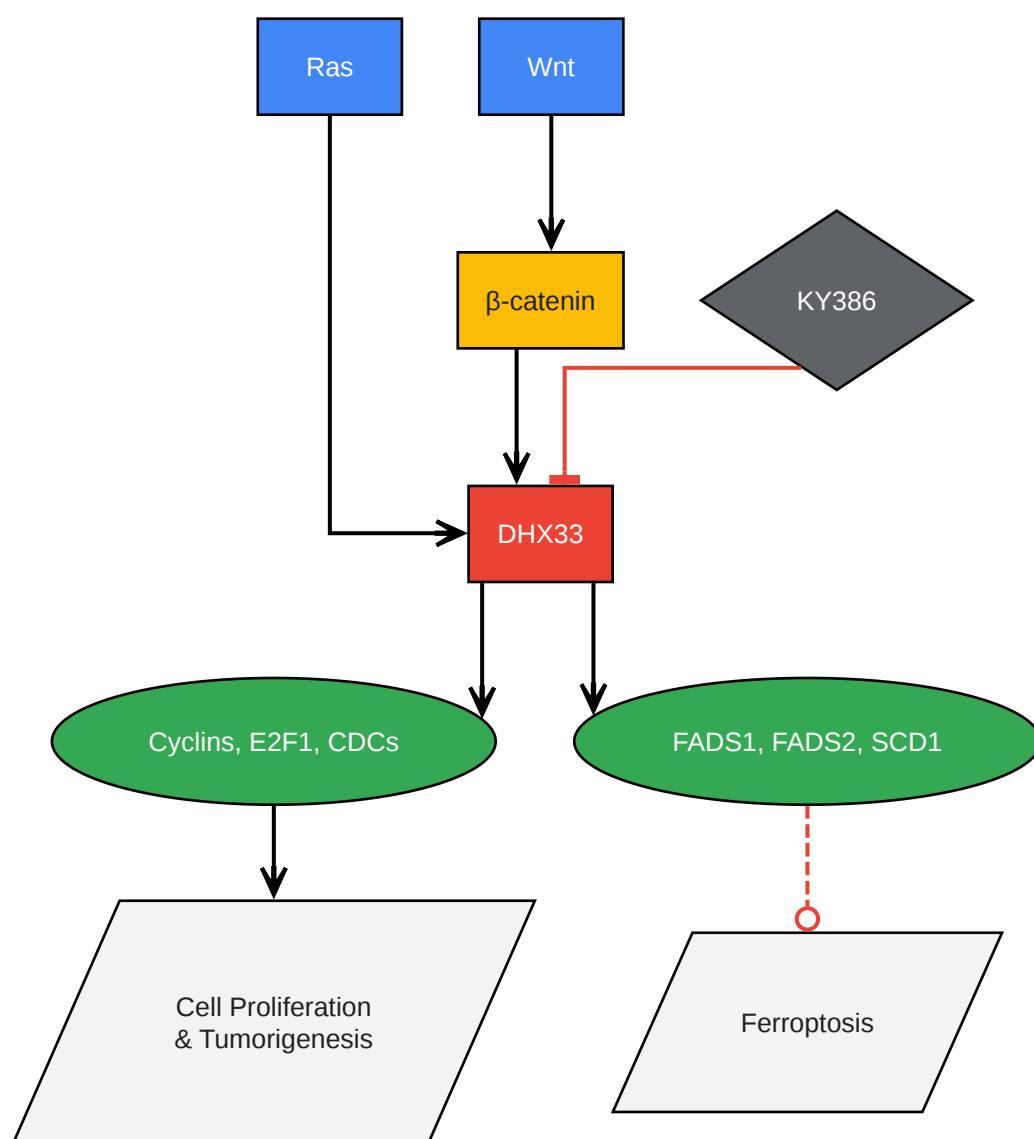 Ras
Wnt
β-catenin
KY386
DHX33
Cyclins, E2F1, CDCs
FADS1, FADS2, SCD1
Cell Proliferation
& Tumorigenesis
Ferroptosis